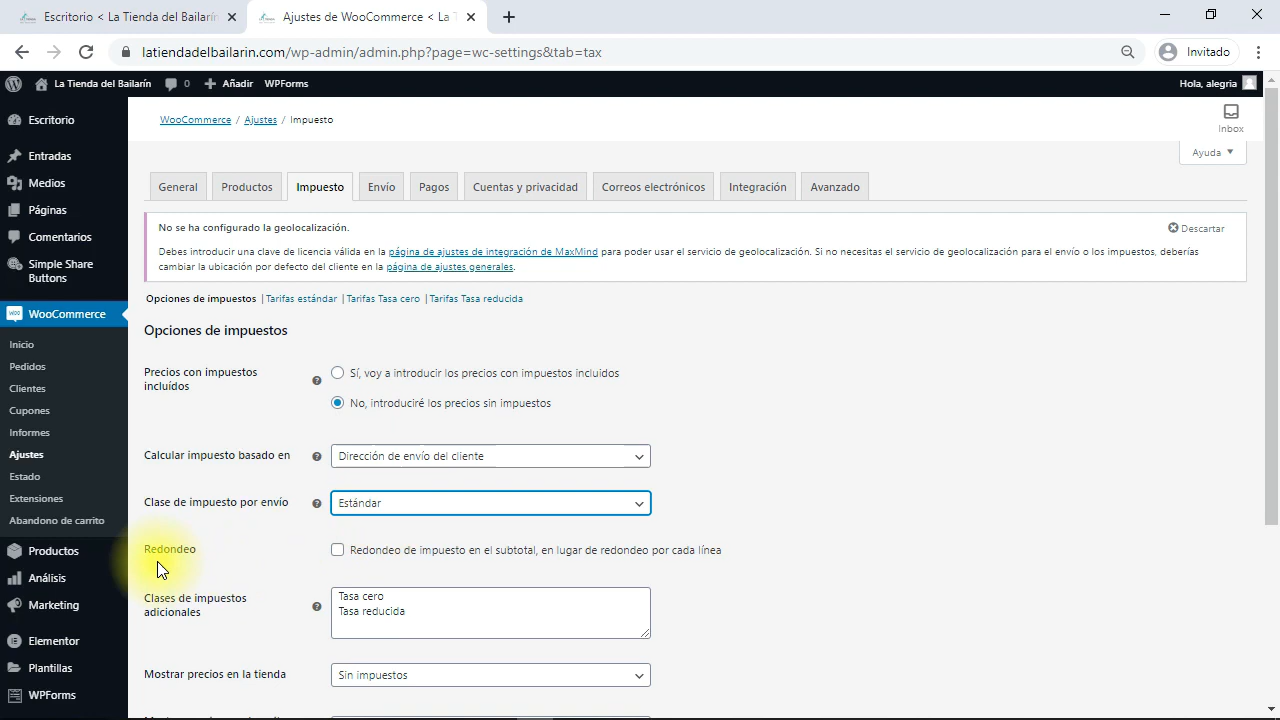 Escritorio < La Tienda del Bailarín
Ajustes de WooCommerce < La T
latiendadelbailarin.com/wp-admin/admin.php?page=wc-settings&tab=tax
Invitado
La Tienda del Bailarín
0
Añadir
WPForms
Hola, alegria
Escritorio
Entradas
Medios
Páginas
Comentarios
Simple Share
Buttons
WooCommerce
Inicio
Pedidos
Clientes
Cupones
Informes
Ajustes
Estado
Extensiones
Abandono de carrito
Productos
Análisis
Marketing
Elementor
Plantillas
WPForms
WooCommerce / Ajustes / Impuesto
Inbox
Ayuda
General
Productos
Impuesto
Envío
Pagos
Cuentas y privacidad
Correos electrónicos
Integración
Avanzado
No se ha configurado la geolocalización.
Descartar
Debes introducir una clave de licencia válida en la página de ajustes de integración de MaxMind para poder usar el servicio de geolocalización. Si no necesitas el servicio de geolocalización para el envío o los impuestos, deberías
cambiar la ubicación por defecto del cliente en la página de ajustes generales.
Opciones de impuestos | Tarifas estándar | Tarifas Tasa cero | Tarifas Tasa reducida
Opciones de impuestos
Precios con impuestos
incluídos
Sí, voy a introducir los precios con impuestos incluidos
No, introduciré los precios sin impuestos
Calcular impuesto basado en
Dirección de envío del cliente
Clase de impuesto por envío
Estándar
Redondeo
Redondeo de impuesto en el subtotal, en lugar de redondeo por cada línea
Clases de impuestos
adicionales
Tasa cero
Tasa reducida
Mostrar precios en la tienda
Sin impuestos